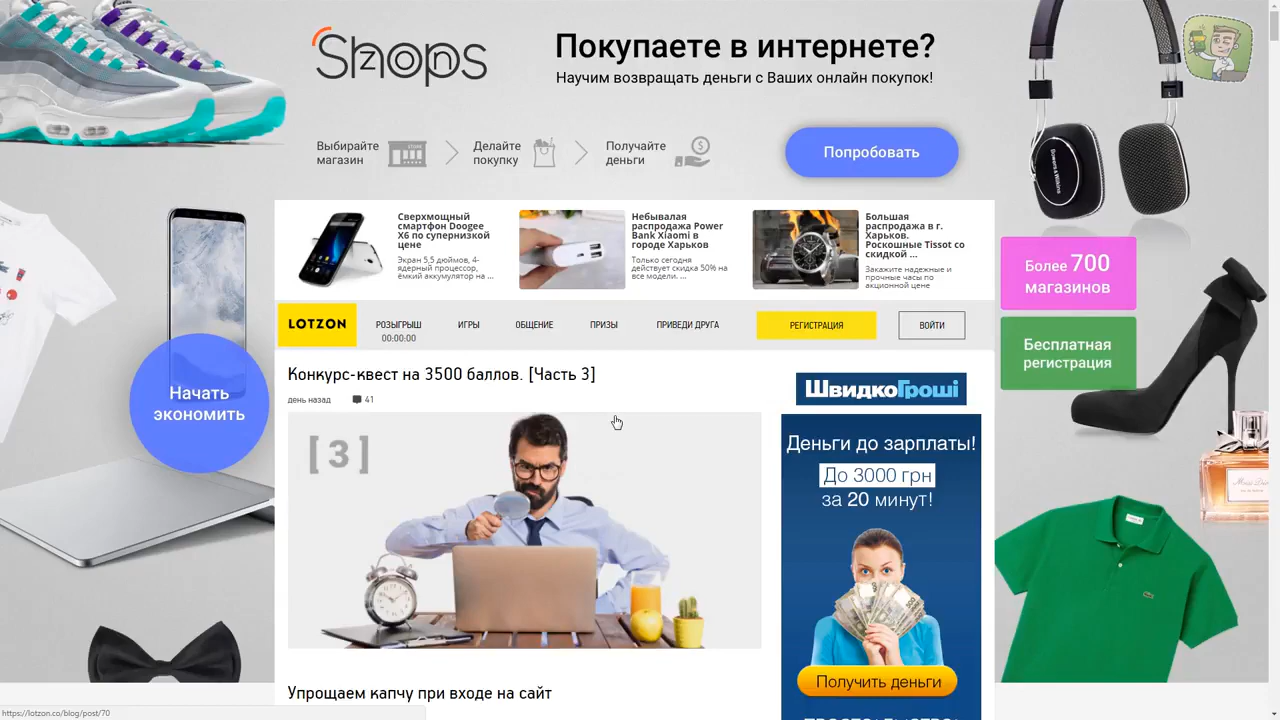 Shops
zon
Покупаете в интернете?
Научим возвращать деньги с Ваших онлайн покупок!
Выбирайте
магазин
STORE
Делайте
покупку
Получайте
деньги
Попробовать
Сверхмощный
смартфон Doogee
X6 по супернизкой
цене
Экран 5,5 дюймов, 4-
ядерный процессор,
ёмкий аккумулятор на ...
Небывалая
распродажа Power
Bank Xiaomi в
городе Харьков
Только сегодня
действует скидка 50% на
все модели. ...
Большая
распродажа в г.
Харьков.
Роскошные Tissot со
скидкой ...
Закажите надежные и
прочные часы по
акционной цене
Более 700
магазинов
Бесплатная
регистрация
Начать
экономить
LOTZON
РОЗЫГРЫШ
00:00:00
ИГРЫ
ОБЩЕНИЕ
ПРИЗЫ
ПРИВЕДИ ДРУГА
РЕГИСТРАЦИЯ
ВОЙТИ
Конкурс-квест на 3500 баллов. [Часть 3]
день назад
41
[3]
Упрощаем капчу при входе на сайт
ШвидкоГроші
Деньги до зарплаты!
До 3000 грн
за 20 минут!
Получить деньги
Bowers & Wilkins
https://lotzon.co/blog/post/70